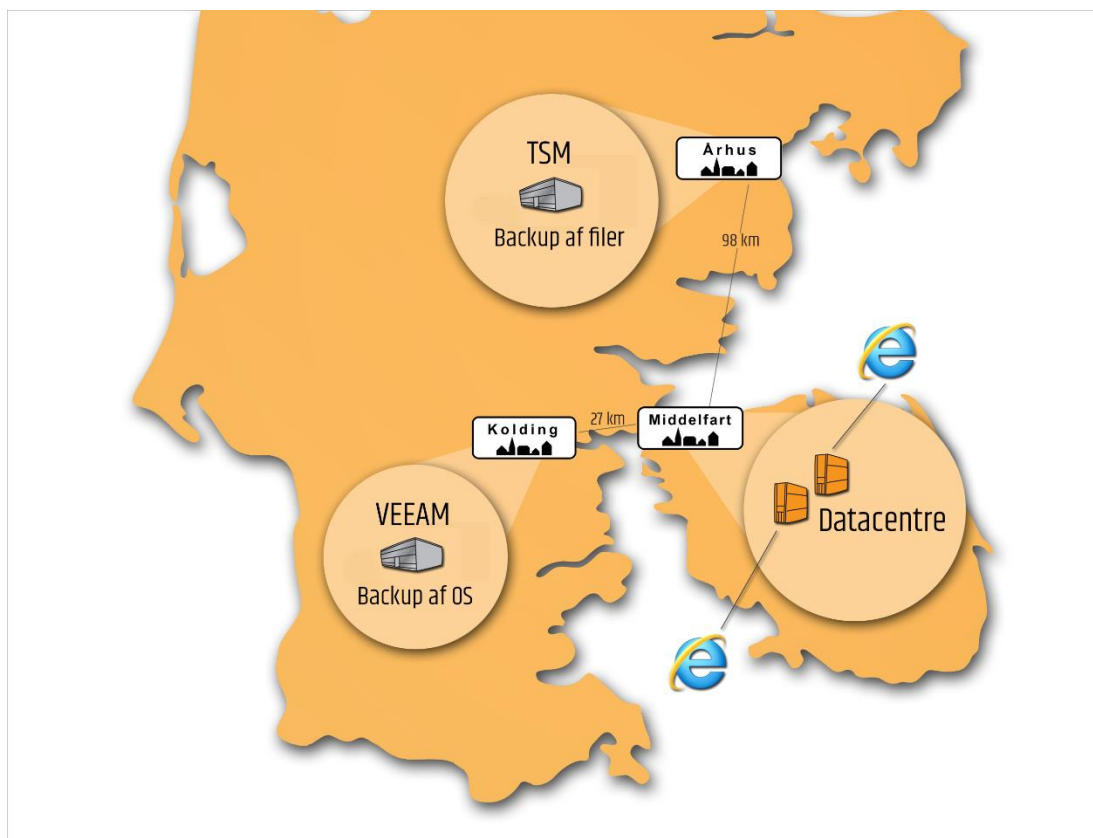 TSM
Backup af filer
Århus
98 km
Kolding
27 km
Middelfart
VEEAM
Backup af OS
Datacentre